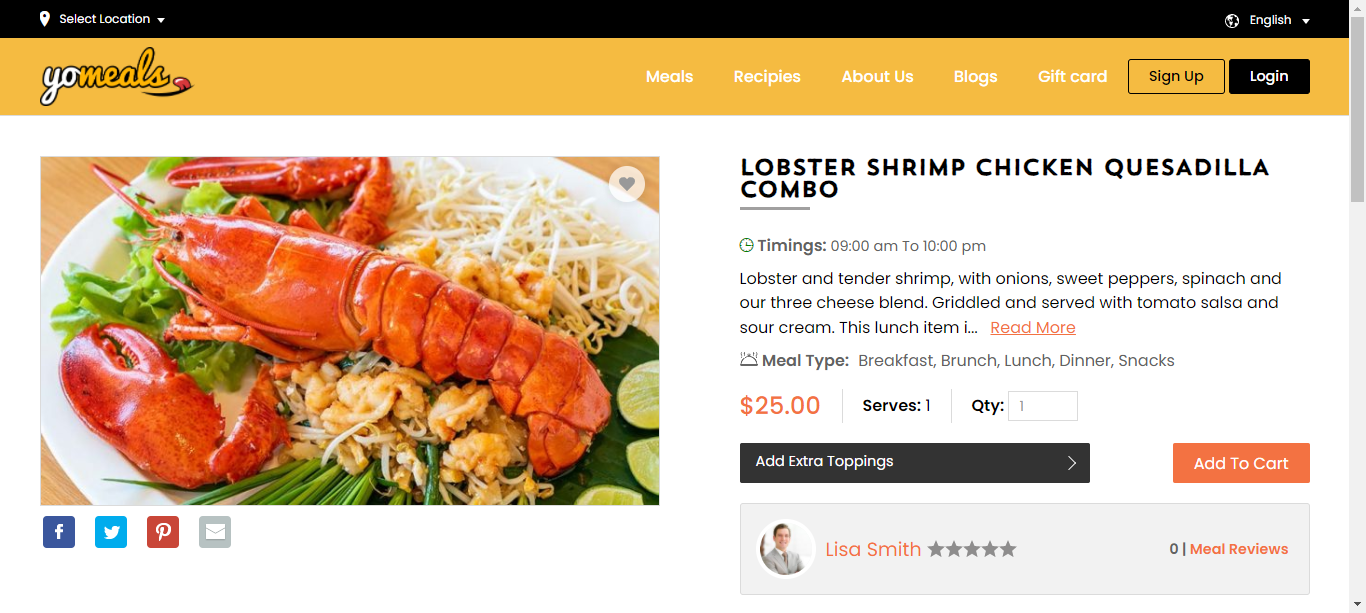 Select Location
English
yomeals
Meals
Recipies
About Us
Blogs
Gift card
Sign Up
Login
LOBSTER SHRIMP CHICKEN QUESADILLA
COMBO
Timings: 09:00 am To 10:00 pm
Lobster and tender shrimp, with onions, sweet peppers, spinach and
our three cheese blend. Griddled and served with tomato salsa and
sour cream. This lunch item i... Read More
Meal Type: Breakfast, Brunch, Lunch, Dinner, Snacks
$25.00
Serves: 1
Qty: 1
Add Extra Toppings
Add To Cart
Lisa Smith
0 | Meal Reviews